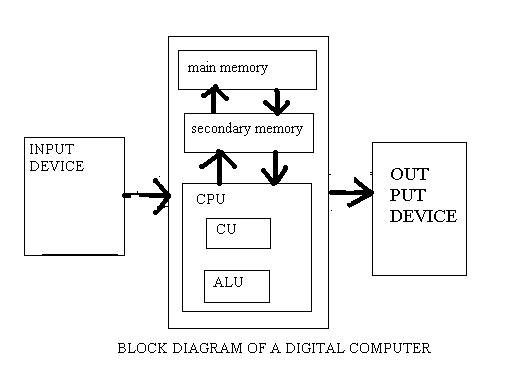 main memory
secondary memory
INPUT
DEVICE
CPU
CU
ALU
OUT
PUT
DEVICE
BLOCK DIAGRAM OF A DIGITAL COMPUTER